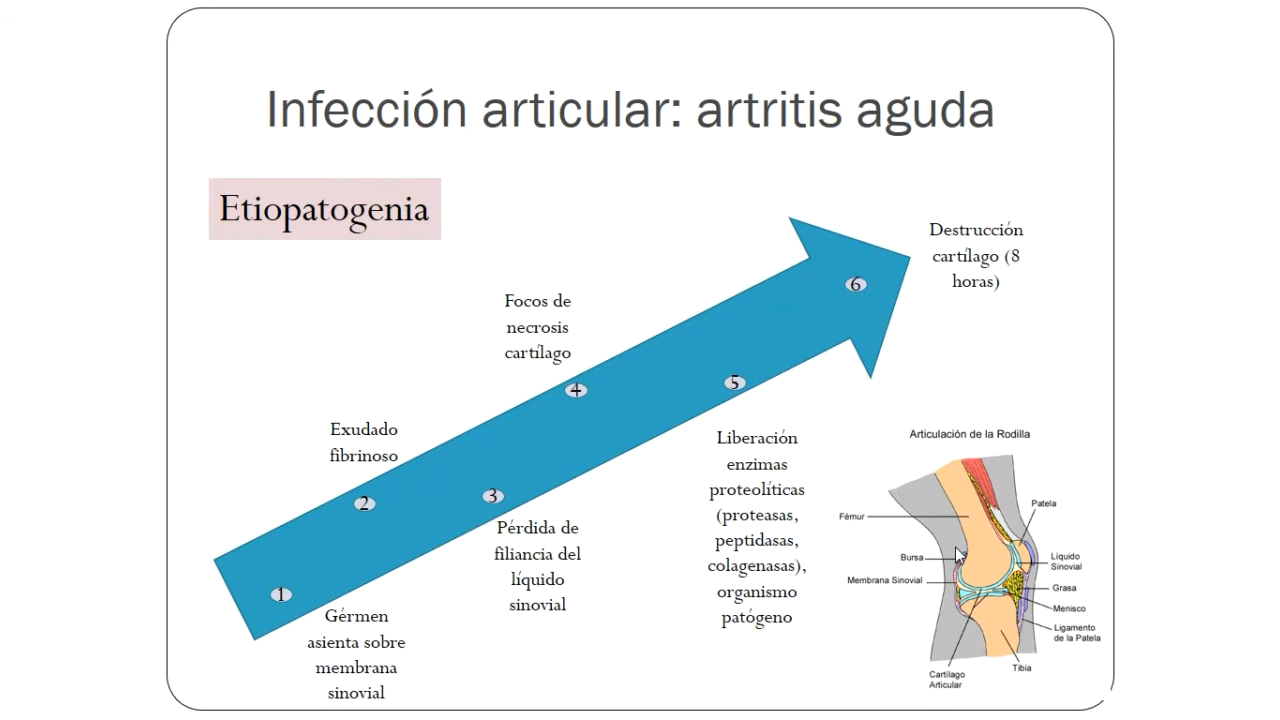 Infección articular: artritis aguda
Etiopatogenia
1
Gérmen
asienta sobre
membrana
sinovial
2
Exudado
fibrinoso
3
Pérdida de
filiancia del
líquido
sinovial
4
Focos de
necrosis
cartílago
5
Liberación
enzimas
proteolíticas
(proteasas,
peptidasas,
colagenasas),
organismo
patógeno
6
Destrucción
cartílago (8
horas)
Articulación de la Rodilla
Patela
Fémur
Bursa
Líquido
Sinovial
Membrana Sinovial
Grasa
Menisco
Ligamento
de la Patela
Tibia
Cartílago
Articular